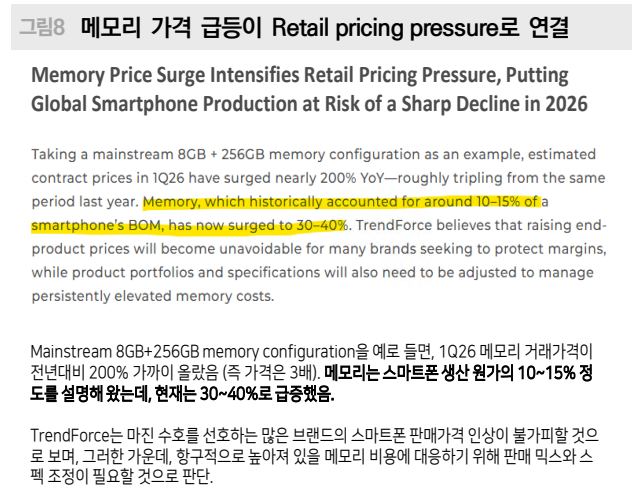 그림8 메모리 가격 급등이 Retail pricing pressure로 연결
Memory Price Surge Intensifies Retail Pricing Pressure, Putting
Global Smartphone Production at Risk of a Sharp Decline in 2026
Taking a mainstream 8GB + 256GB memory configuration as an example, estimated
contract prices in 1Q26 have surged nearly 200% YoY—roughly tripling from the same
period last year. Memory, which historically accounted for around 10–15% of a
smartphone's BOM, has now surged to 30–40%. TrendForce believes that raising end-
product prices will become unavoidable for many brands seeking to protect margins,
while product portfolios and specifications will also need to be adjusted to manage
persistently elevated memory costs.
Mainstream 8GB+256GB memory configuration을 예로 들면, 1Q26 메모리 거래가격이
전년대비 200% 가까이 올랐음 (즉 가격은 3배). 메모리는 스마트폰 생산 원가의 10~15% 정
도를 설명해 왔는데, 현재는 30~40%로 급증했음.
TrendForce는 마진 수호를 선호하는 많은 브랜드의 스마트폰 판매가격 인상이 불가피할 것으
로 보며, 그러한 가운데, 항구적으로 높아져 있을 메모리 비용에 대응하기 위해 판매 믹스와 스
펙 조정이 필요할 것으로 판단.